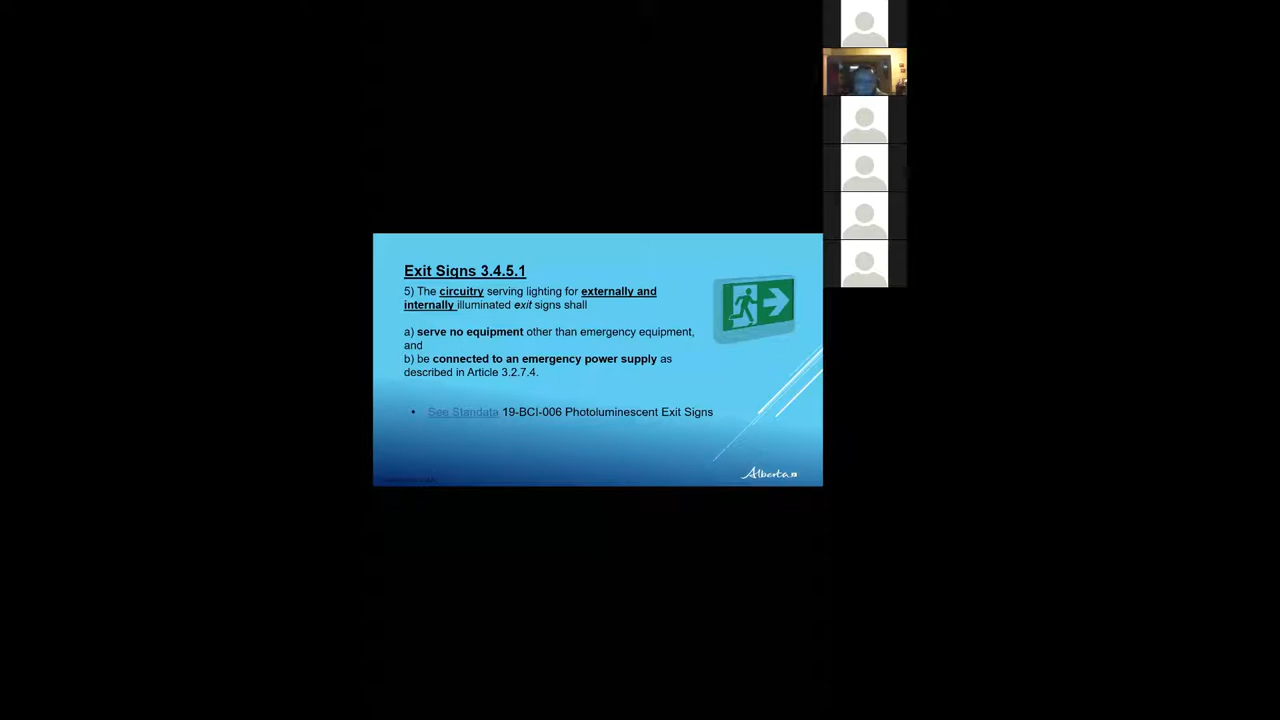 Exit Signs 3.4.5.1
5) The circuitry serving lighting for externally and
internally illuminated exit signs shall
a) serve no equipment other than emergency equipment,
and
b) be connected to an emergency power supply as
described in Article 3.2.7.4.
• See Standata 19-BCI-006 Photoluminescent Exit Signs
Alberta